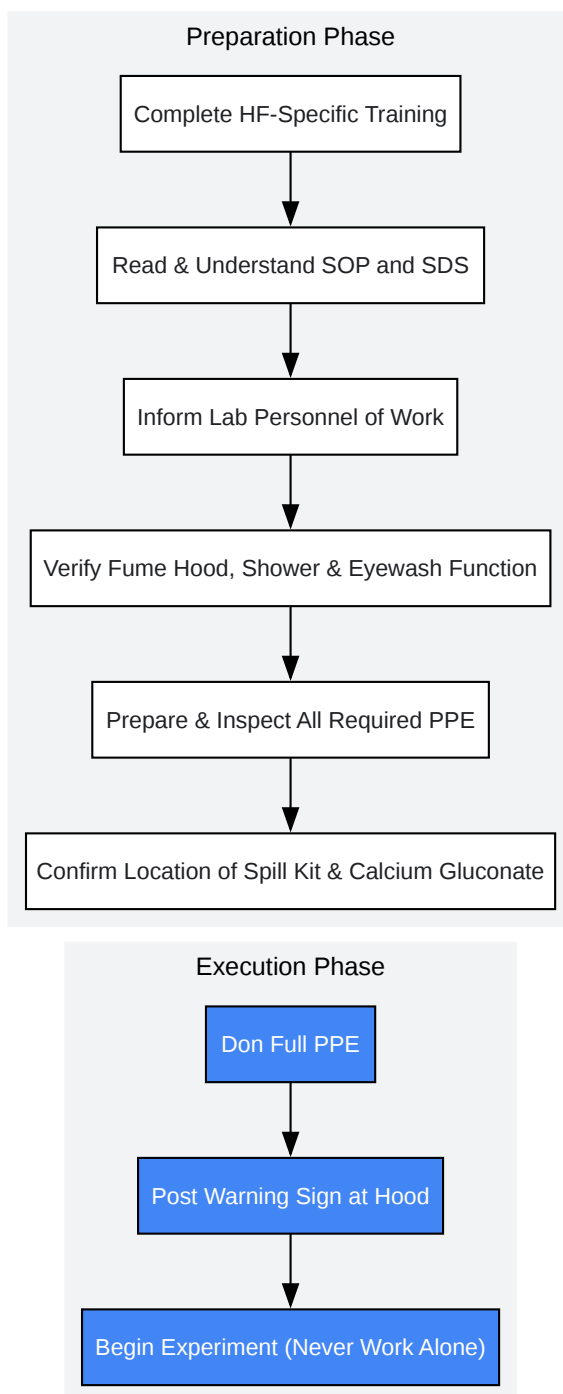 Preparation Phase
Complete HF-Specific Training
Read & Understand SOP and SDS
Inform Lab Personnel of Work
Verify Fume Hood, Shower & Eyewash Function
Prepare & Inspect All Required PPE
Confirm Location of Spill Kit & Calcium Gluconate
Execution Phase
Don Full PPE
Post Warning Sign at Hood
Begin Experiment (Never Work Alone)